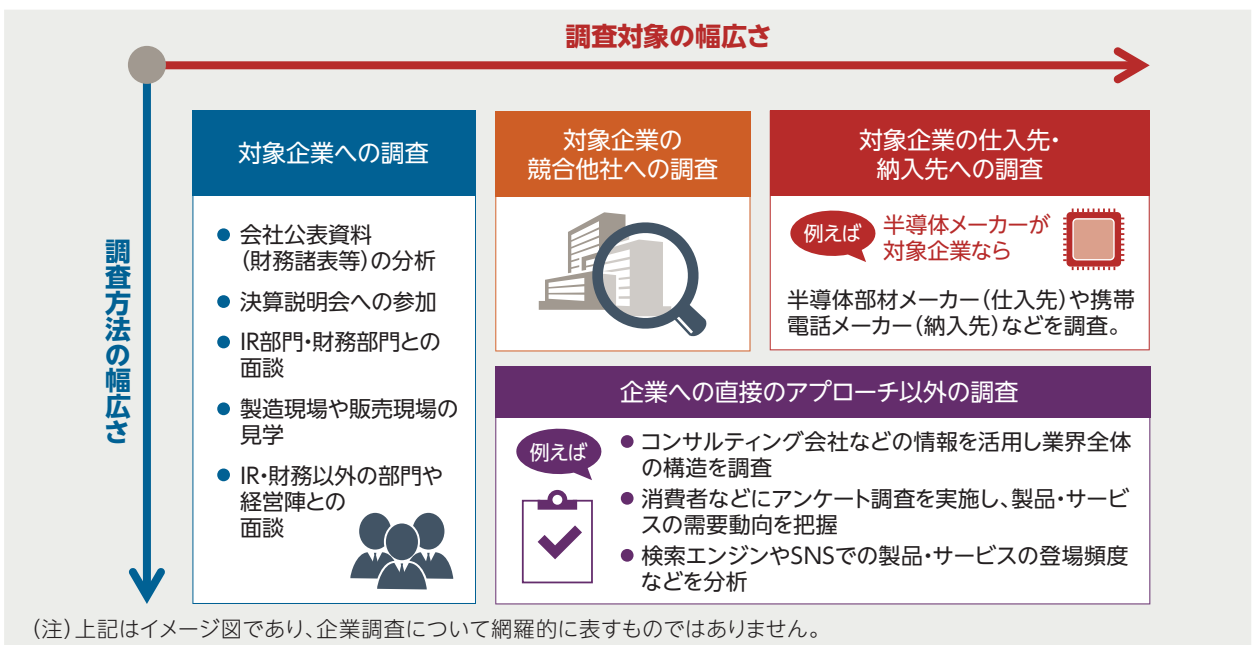 調査対象の幅広さ
調査方法の幅広さ
対象企業への調査
● 会社公表資料
(財務諸表等)の分析
● 決算説明会への参加
● IR部門・財務部門との
面談
● 製造現場や販売現場の
見学
● IR・財務以外の部門や
経営陣との
面談
対象企業の
競合他社への調査
対象企業の仕入先・
納入先への調査
例えば
半導体メーカーが
対象企業なら
半導体部材メーカー(仕入先)や携帯
電話メーカー(納入先)などを調査。
企業への直接のアプローチ以外の調査
例えば
● コンサルティング会社などの情報を活用し業界全体
の構造を調査
● 消費者などにアンケート調査を実施し、製品・サービ
スの需要動向を把握
● 検索エンジンやSNSでの製品・サービスの登場頻度
などを分析
(注)上記はイメージ図であり、企業調査について網羅的に表すものではありません。